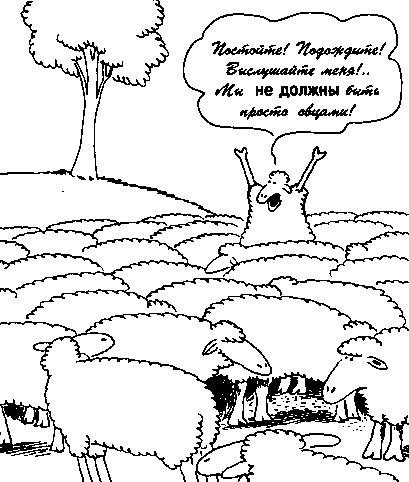 Постойте! Подождите!
Выслушайте меня!..
Мы не должны быть
просто овцами!